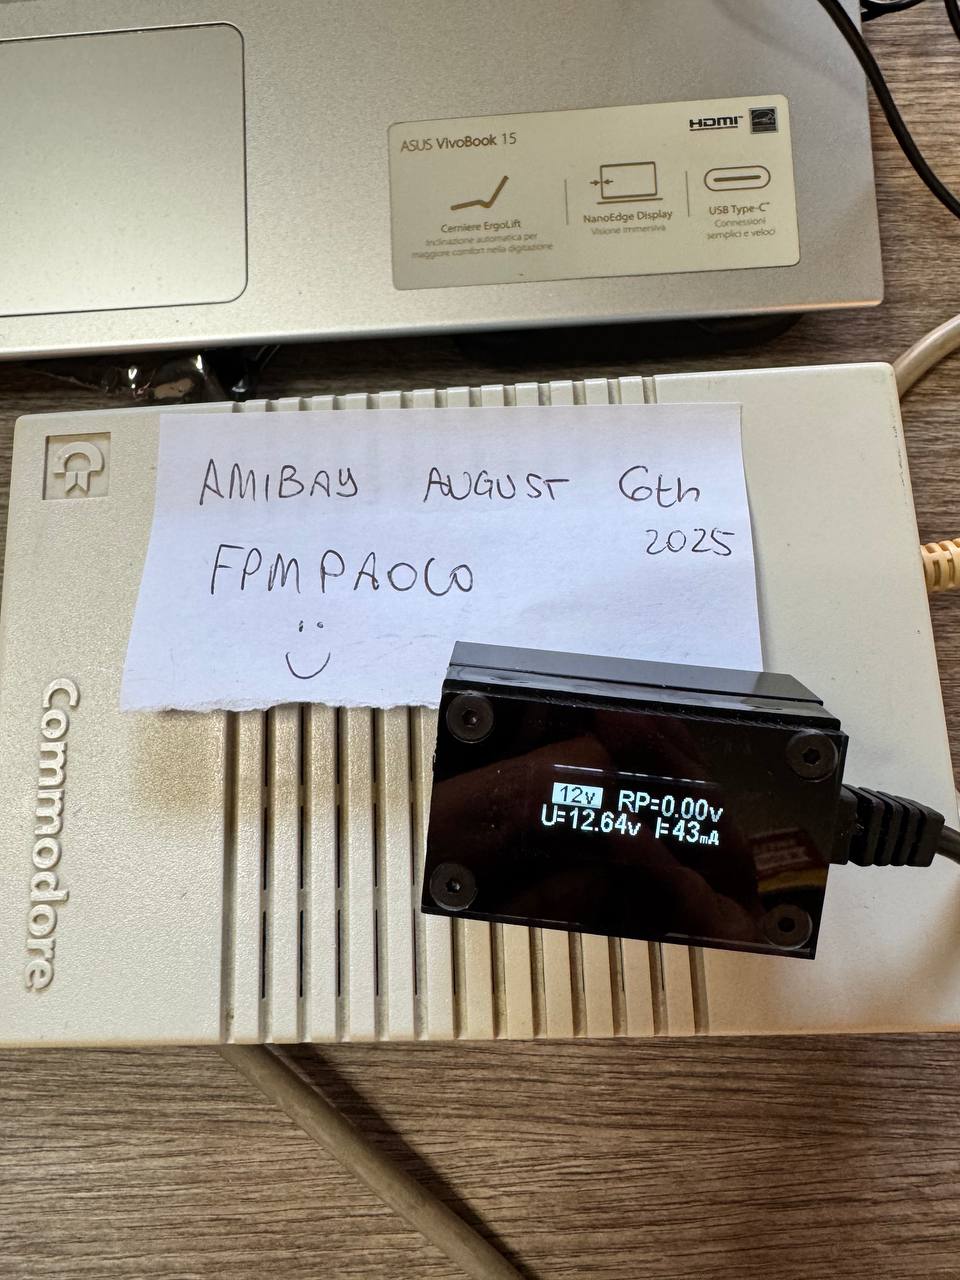 ASUS VivoBook 15
HDMI
Cerniere ErgoLift
Inclinazione automatica per
maggiore comfort nella digitazione
NanoEdge Display
Visione immersiva
USB Type-C™
Connessioni
semplici e veloci
AMIBAY AUGUST 6th
2025
FPMPAOLO
Commodore
12v RP=0.00v
U=12.64v I=43mA